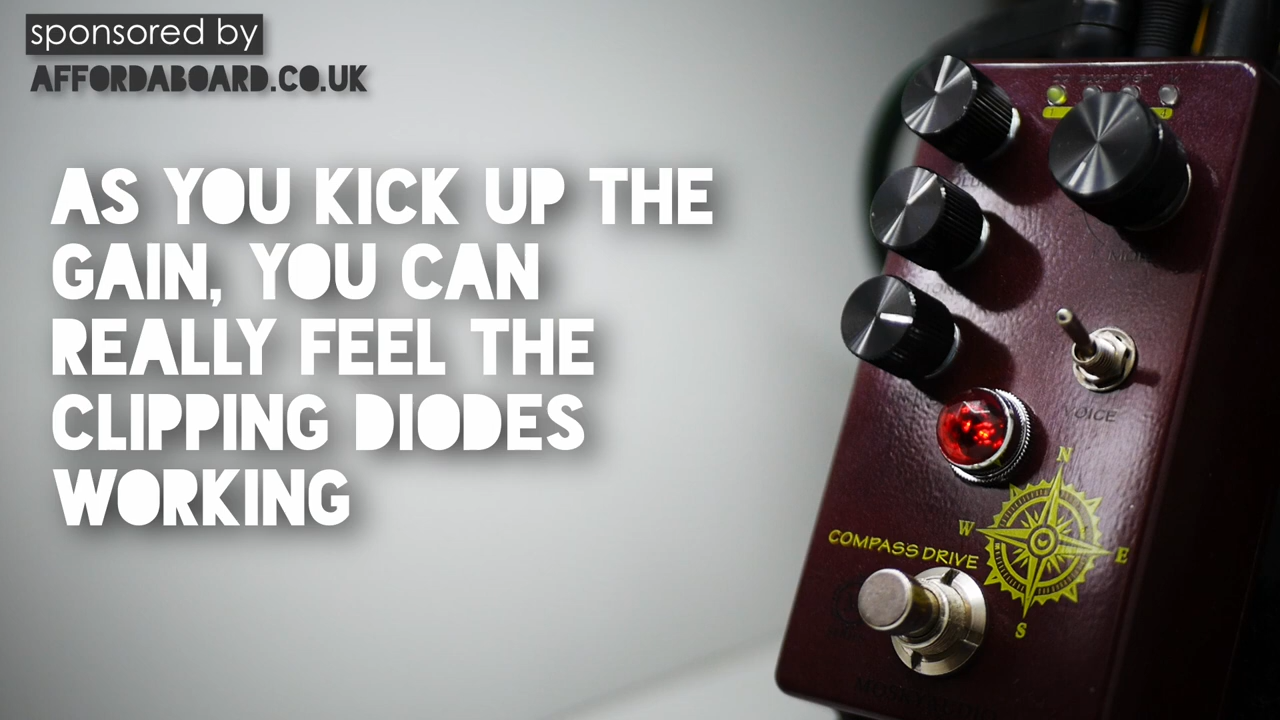 sponsored by
AFFORDABOARD.CO.UK
AS YOU KICK UP THE
GAIN, YOU CAN
REALLY FEEL THE
CLIPPING DIODES
WORKING
VOICE
N
W
E
S
COMPASS DRIVE